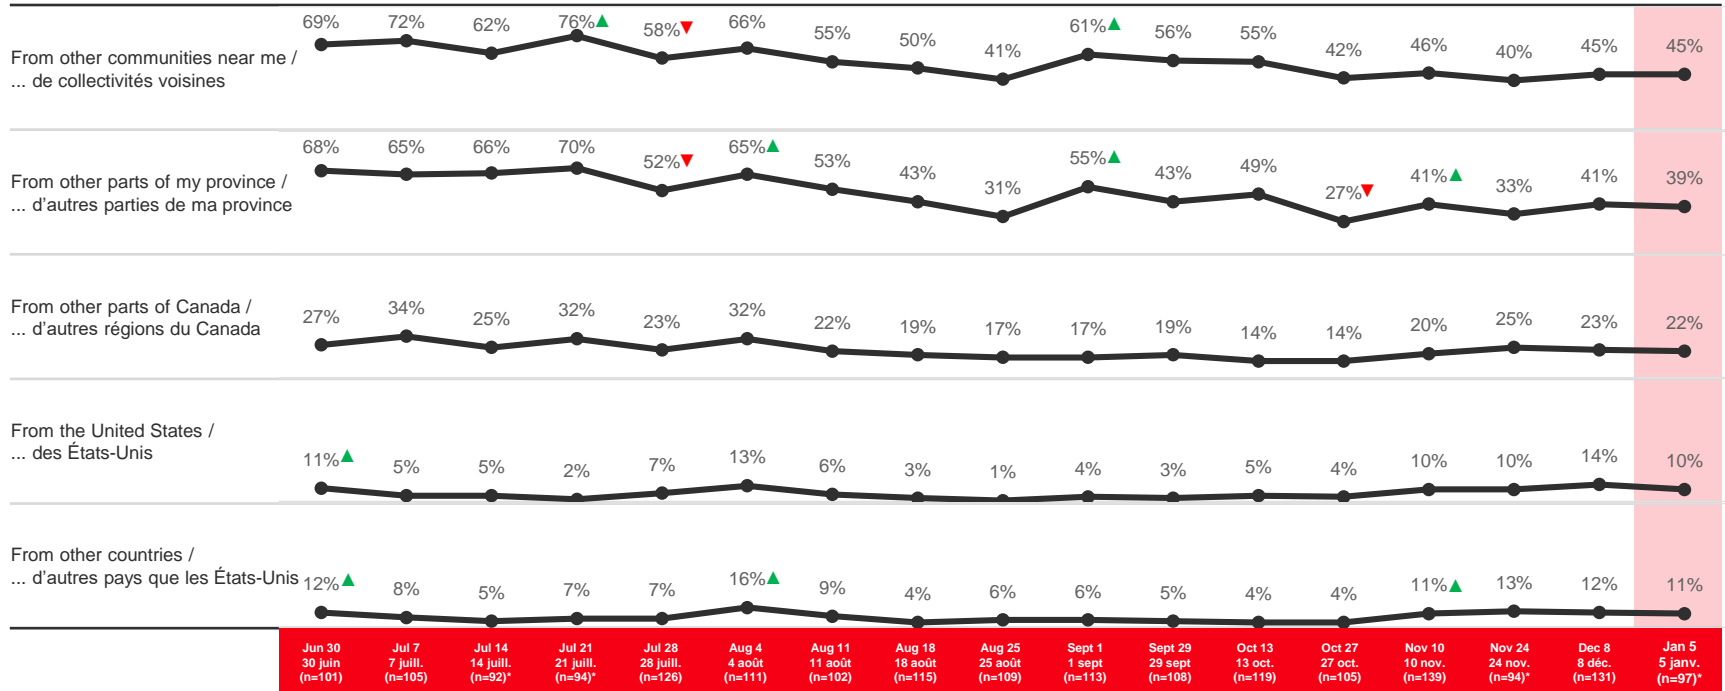 69% 72% 62% 76%▲ 58%▼ 66% 55% 50% 41% 61%▲ 56% 55% 42% 46% 40% 45% 45%
From other communities near me /
... de collectivités voisines
68% 65% 66% 70% 52%▼ 65%▲ 53% 43% 31% 55%▲ 43% 49% 27%▼ 41%▲ 33% 41% 39%
From other parts of my province /
... d'autres parties de ma province
27% 34% 25% 32% 23% 32% 22% 19% 17% 17% 19% 14% 14% 20% 25% 23% 22%
From other parts of Canada /
... d'autres régions du Canada
From the United States /
... des États-Unis
11%▲ 5% 5% 2% 7% 13% 6% 3% 1% 4% 3% 5% 4% 10% 10% 14% 10%
From other countries /
... d'autres pays que les États-Unis
12%▲ 8% 5% 7% 7% 16%▲ 9% 4% 6% 6% 5% 4% 4% 11%▲ 13% 12% 11%
Jun 30 Jul 7 Jul 14 Jul 21 Jul 28 Aug 4 Aug 11 Aug 18 Aug 25 Sept 1 Sept 29 Oct 13 Oct 27 Nov 10 Nov 24 Dec 8 Jan 5
30 juin 7 juill. 14 juill. 21 juill. 28 juill. 4 août 11 août 18 août 25 août 1 sept 29 sept 13 oct. 27 oct. 10 nov. 24 nov. 8 déc. 5 janv.
(n=101) (n=105) (n=92)* (n=94)* (n=126) (n=111) (n=102) (n=115) (n=109) (n=113) (n=108) (n=119) (n=105) (n=139) (n=94)* (n=131) (n=97)*